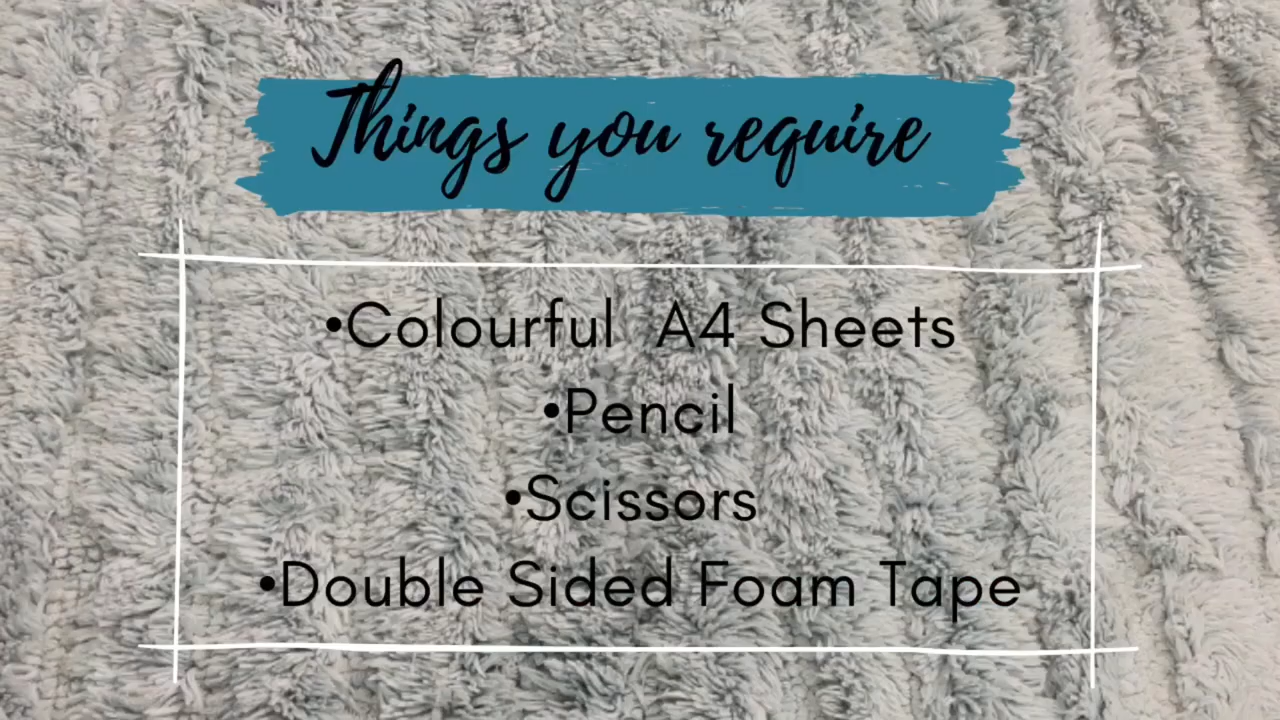 Things you require
•Colourful A4 Sheets
•Pencil
•Scissors
•Double Sided Foam Tape